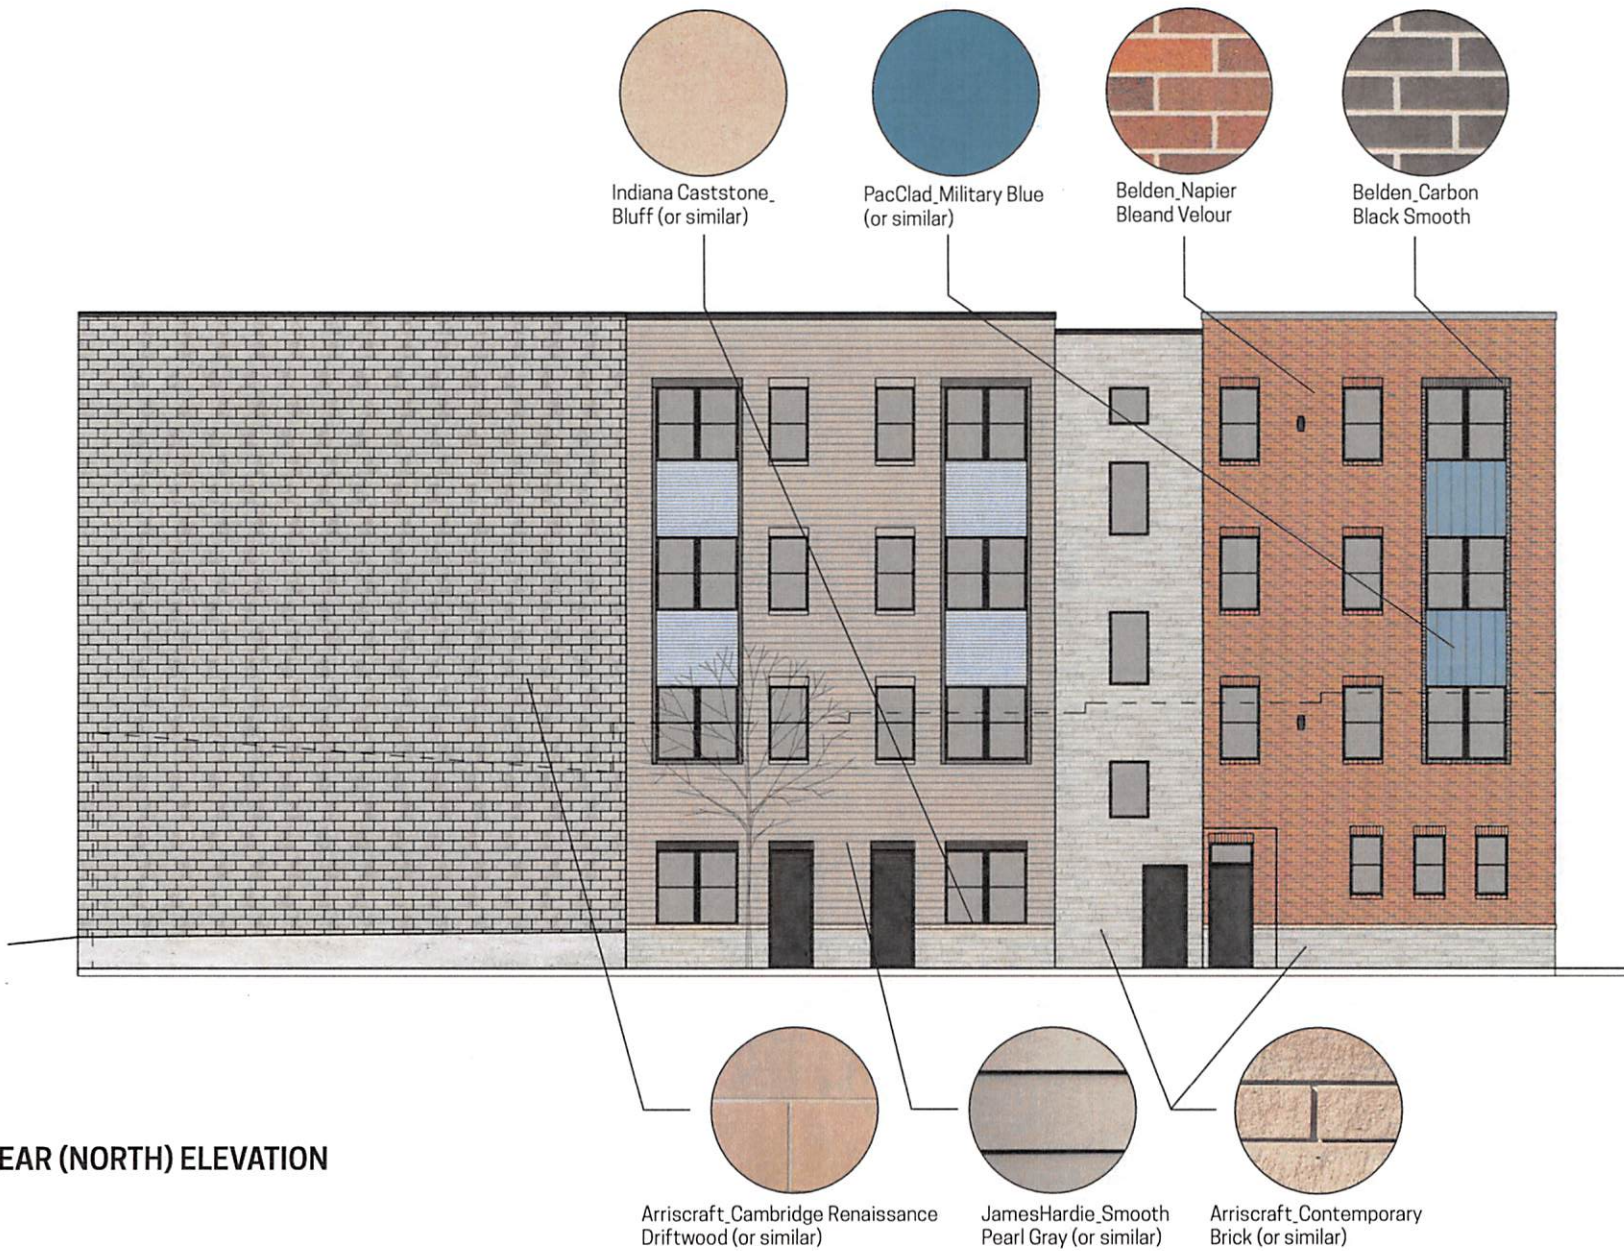 Indiana Caststone_
Bluff (or similar)
PacClad_Military Blue
(or similar)
Belden_Napier
Bleand Velour
Belden_Carbon
Black Smooth
EAR (NORTH) ELEVATION
Arriscraft_Cambridge Renaissance
Driftwood (or similar)
JamesHardie_Smooth
Pearl Gray (or similar)
Arriscraft_Contemporary
Brick (or similar)